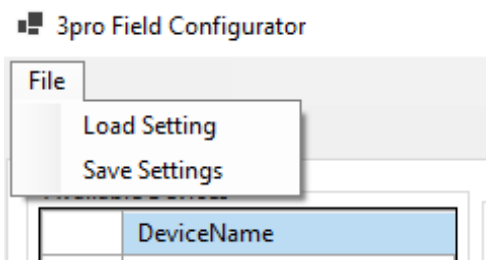 3pro Field Configurator
File
Load Setting
Save Settings
DeviceName